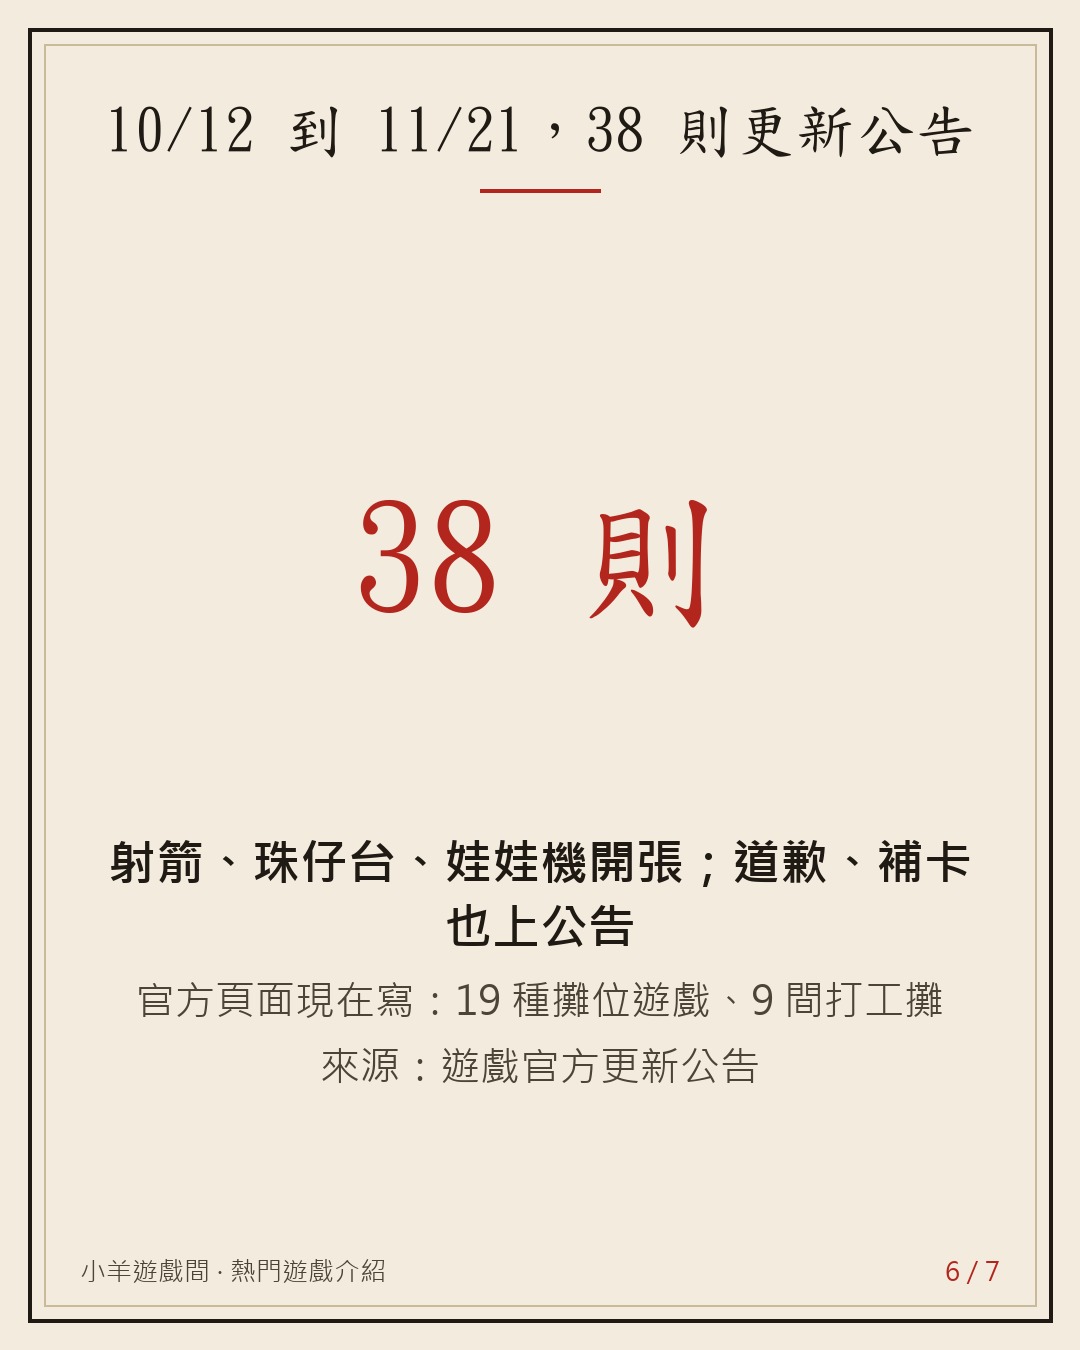 10/12 到 11/21，38 則更新公告
38 則
射箭、珠仔台、娃娃機開張；道歉、補卡
也上公告
官方頁面現在寫：19 種攤位遊戲、9 間打工攤
來源：遊戲官方更新公告
小羊遊戲間 · 熱門遊戲介紹
6 / 7